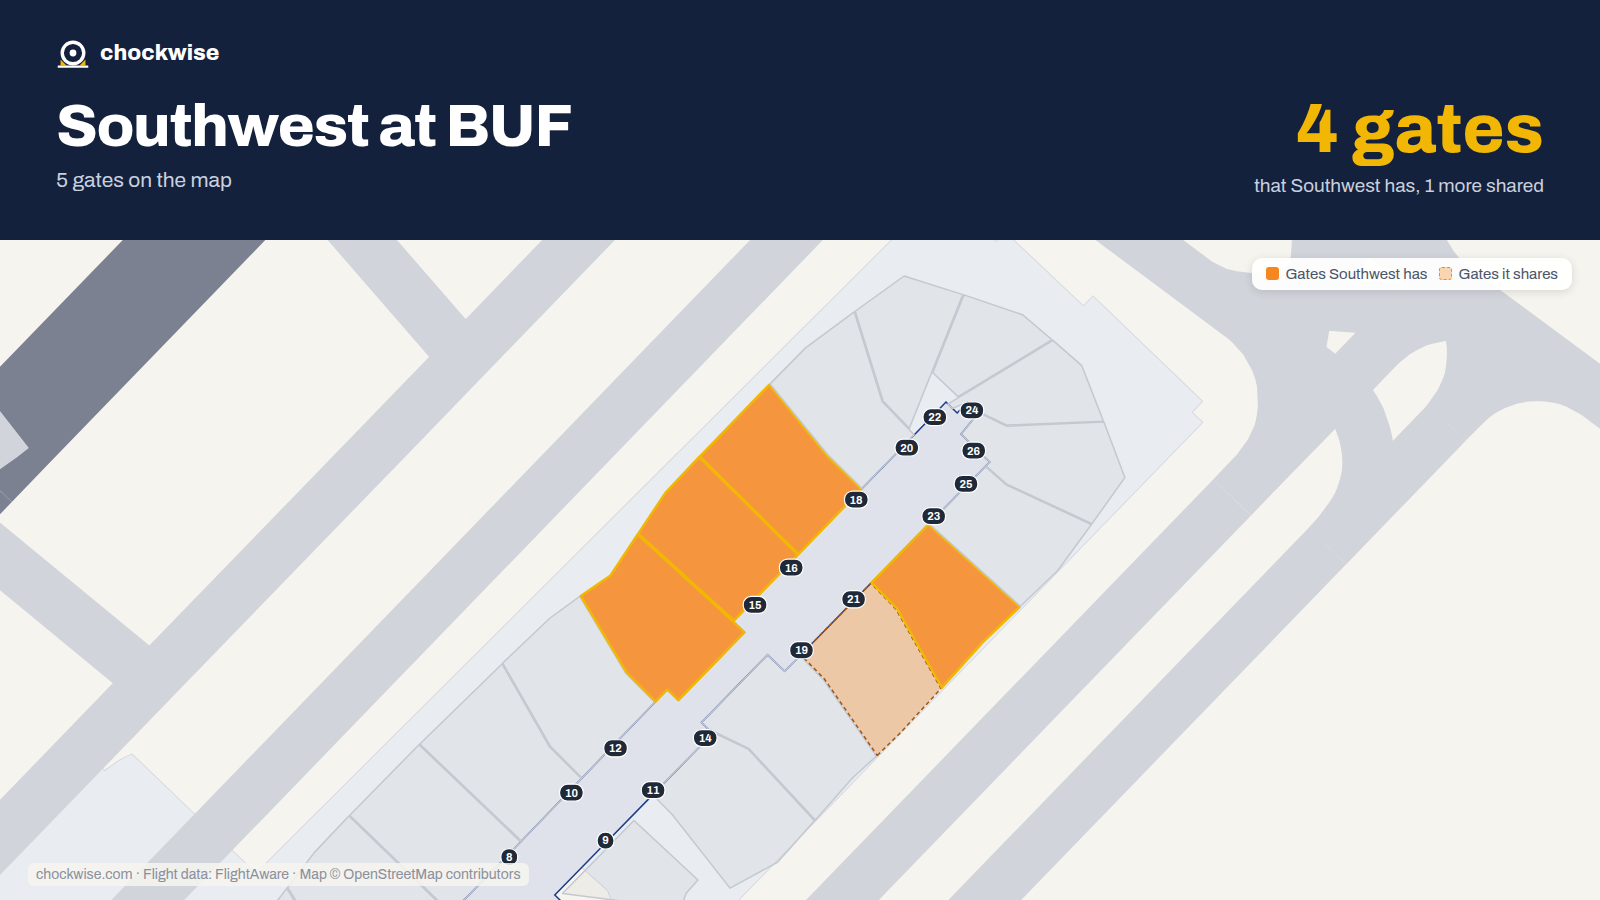 chockwise
Southwest at BUF
5 gates on the map
4 gates
that Southwest has, 1 more shared
Gates Southwest has
Gates it shares
22
24
20
26
25
18
23
16
21
15
19
14
12
11
10
9
8
chockwise.com · Flight data: FlightAware · Map © OpenStreetMap contributors